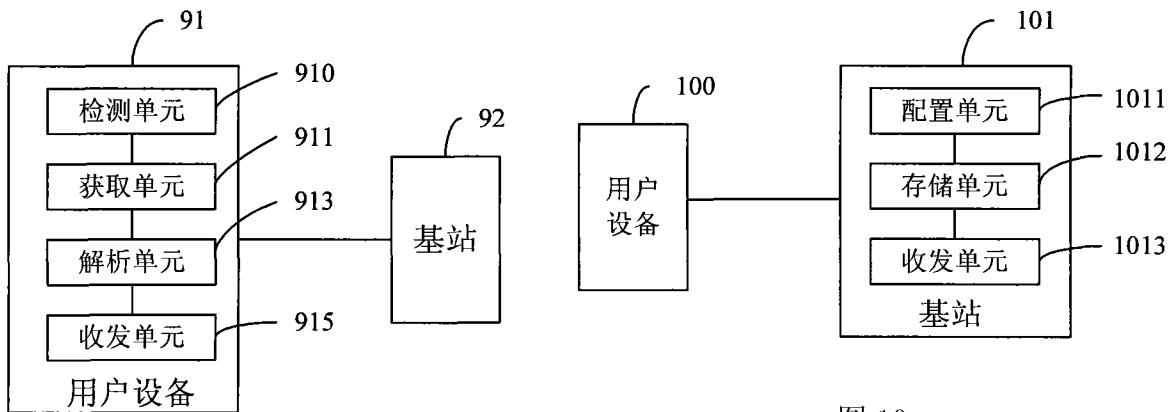 91
910
检测单元
911
获取单元
913
解析单元
915
收发单元
用户设备
92
基站
100
用户
设备
101
1011
配置单元
1012
存储单元
1013
收发单元
基站